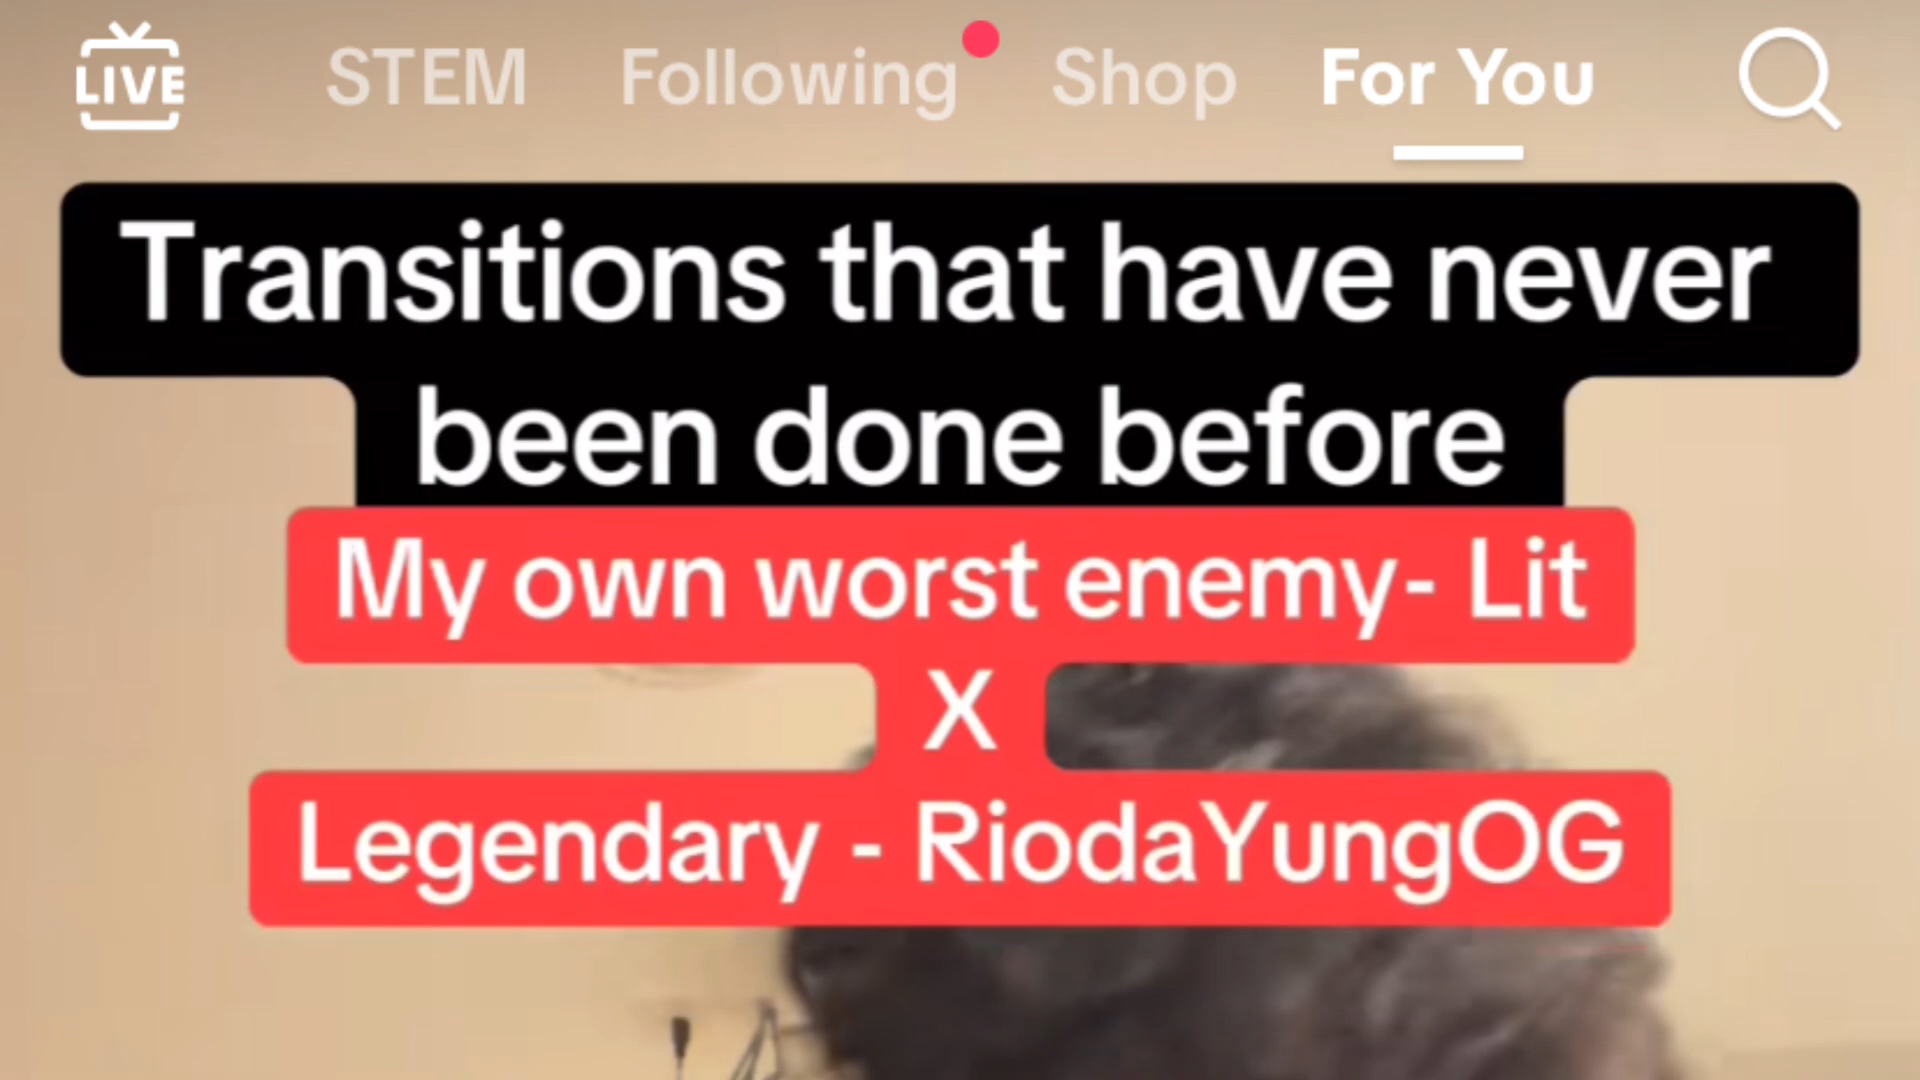 LIVE STEM Following Shop For You
Transitions that have never
been done before
My own worst enemy- Lit
X
Legendary - RiodaYungOG